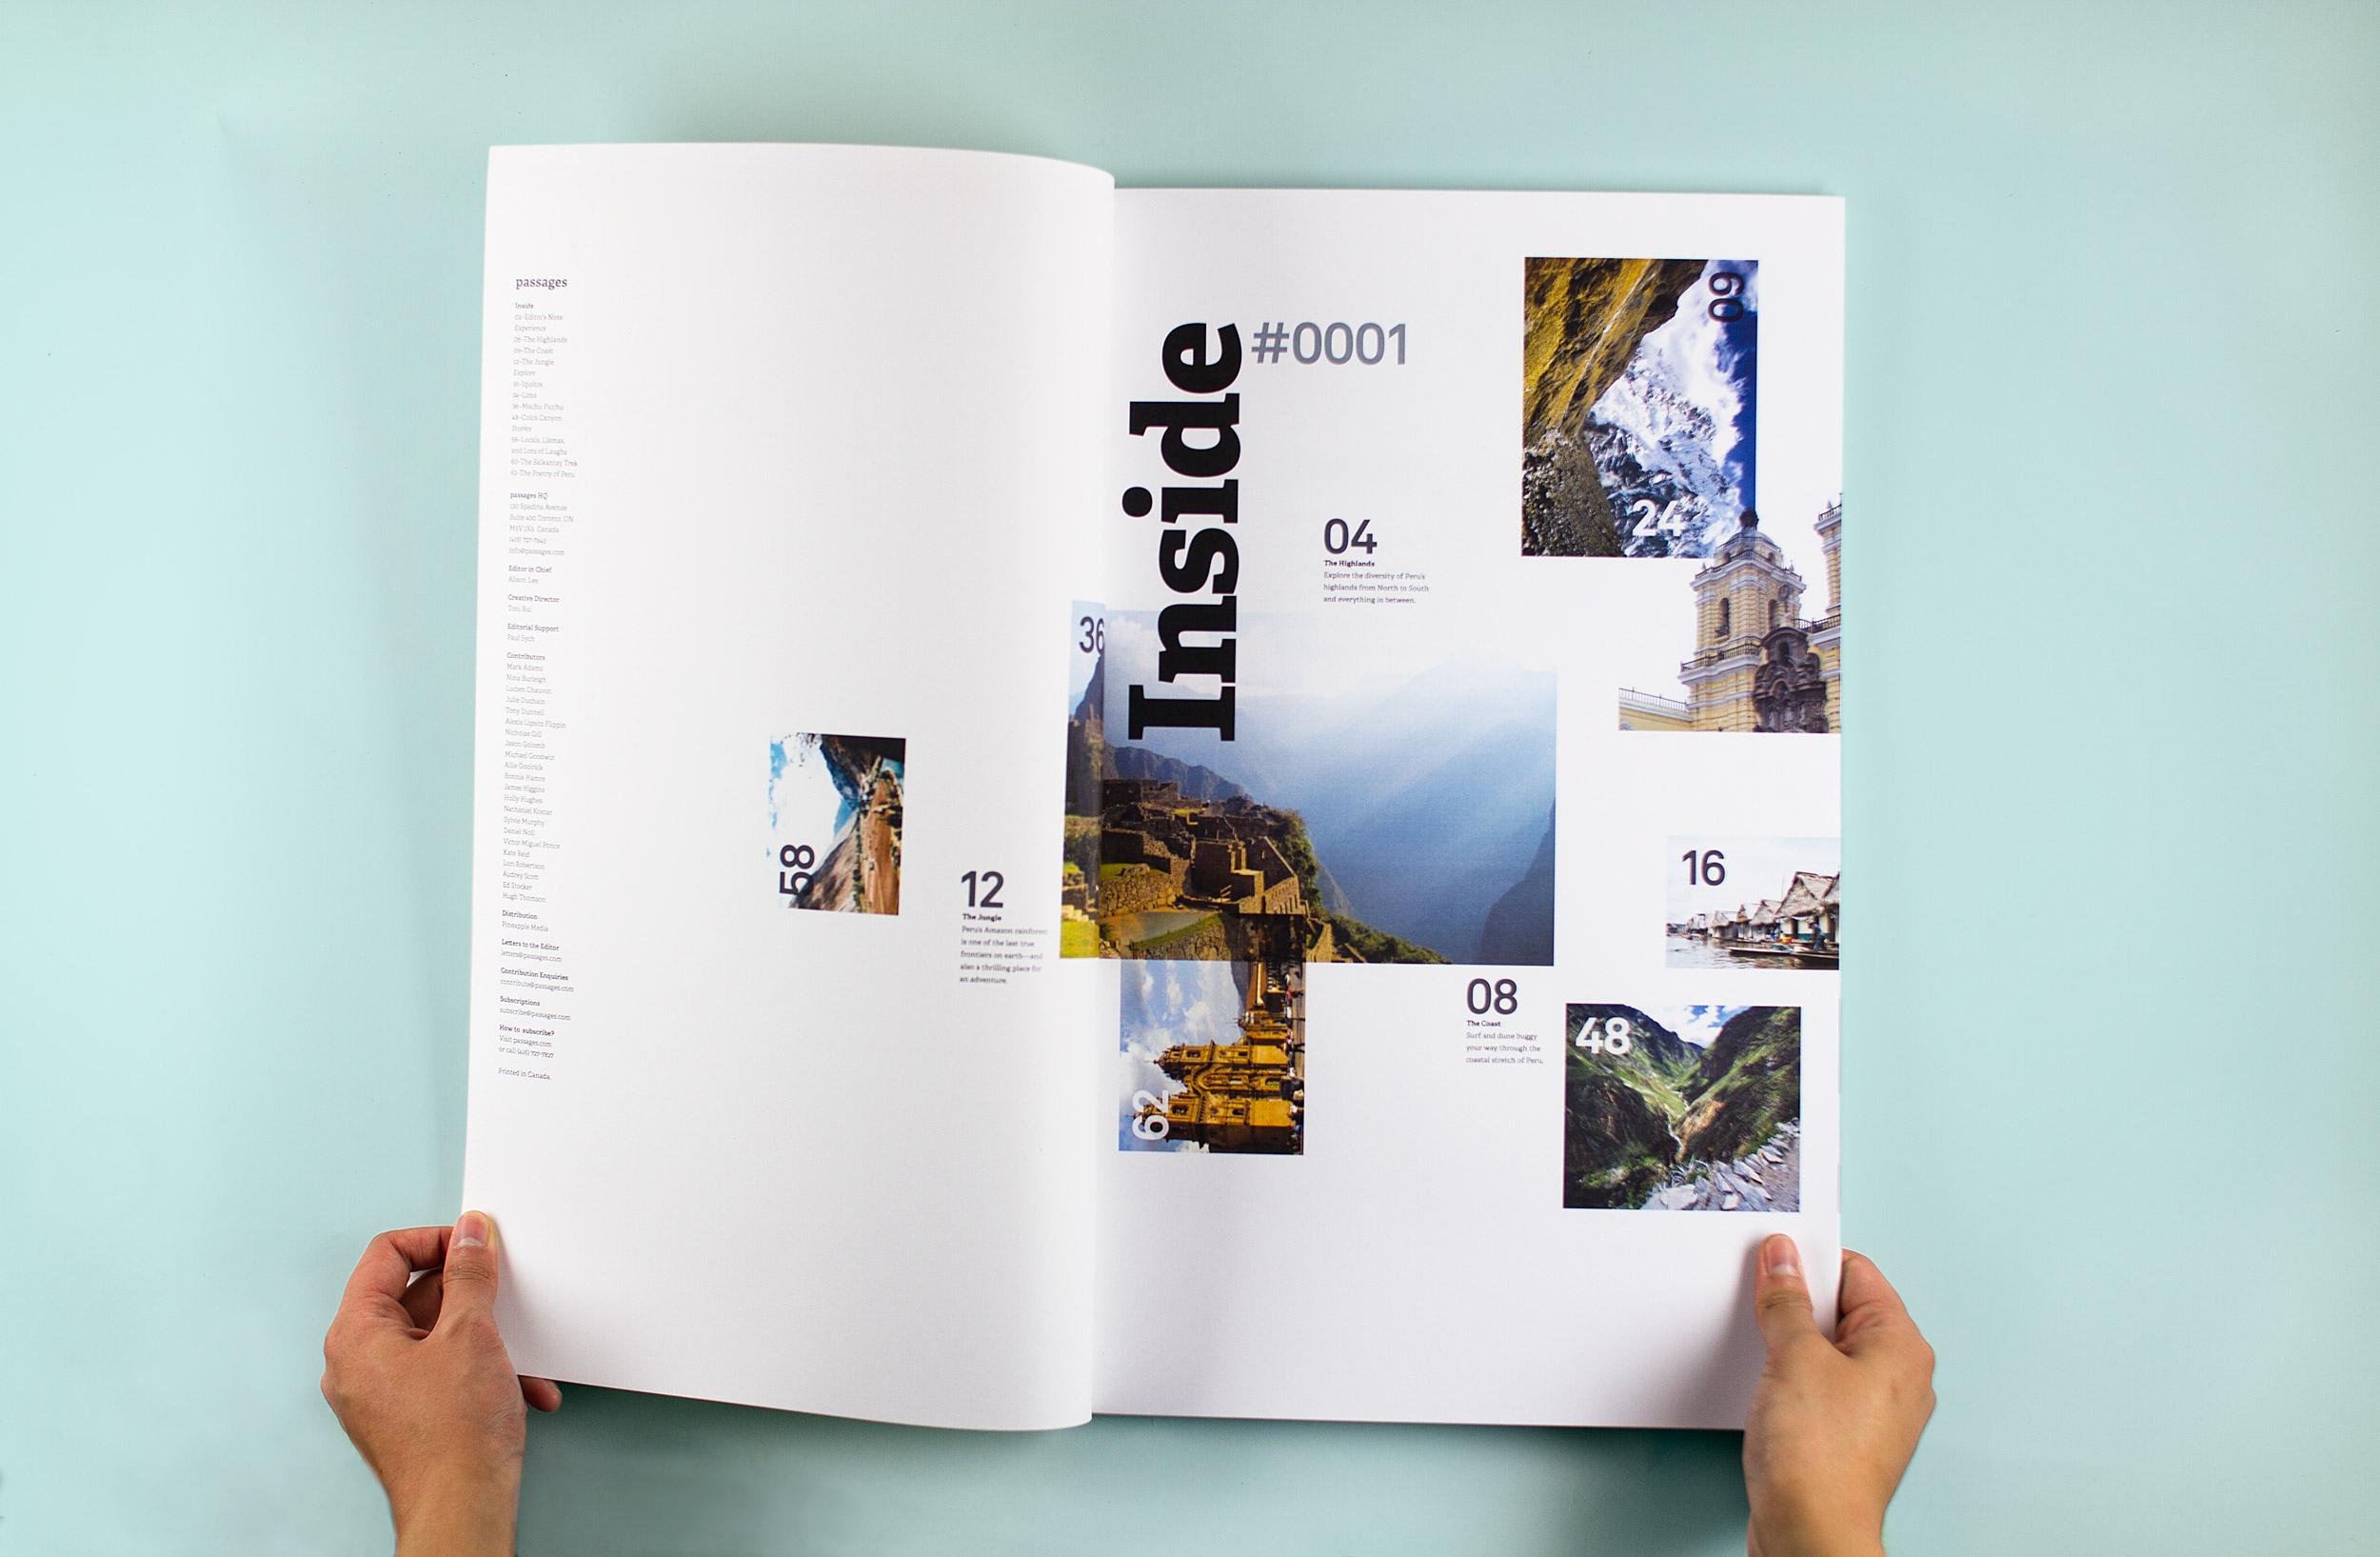 passages
Inside
02–Editor's Note
Experience
05–The Highlands
09–The Coast
12–The Jungle
Explore
16–Iquitos
24–Lima
36–Machu Picchu
48–Colca Canyon
Stories
58–Locals, Llamas,
and Lots of Laughs
60–The Salkantay Trek
62–The Poetry of Peru
passages HQ
130 Spadina Avenue
Suite 400 Toronto, ON
Canada
info@passages.com
Editor in Chief
Alison Lee
Creative Director
Toni
Editorial Support
Paul Sych
Contributors
Mark Adams
Nina Burleigh
Lucien Chauvin
Julie Duchain
Tony Dunnell
Alexis Lipsitz Flippin
Nicholas Gill
Jason Golomb
Michael Goodwin
Allie Goolrick
Bonnie Hamre
James Higgins
Holly Hughes
Nathaniel Kostar
Sylvie Murphy
Daniel Noll
Victor Miguel Ponce
Kate Reid
Lori Robertson
Audrey Scott
Ed Stocker
Hugh Thomson
Distribution
Pineapple Media
Letters to the Editor
letters@passages.com
Contribution Enquiries
contribute@passages.com
Subscriptions
subscribe@passages.com
How to subscribe?
Visit passages.com
or call (416) 727-7827
Printed in Canada.
58
12
The Jungle
Peru's Amazon rainforest
is one of the last true
frontiers on earth—and
also a thrilling place for
an adventure.
36
Inside
#0001
04
The Highlands
Explore the diversity of Peru's
highlands from North to South
and everything in between.
09
24
16
08
The Coast
Surf and dune buggy
your way through the
coastal stretch of Peru.
48
62